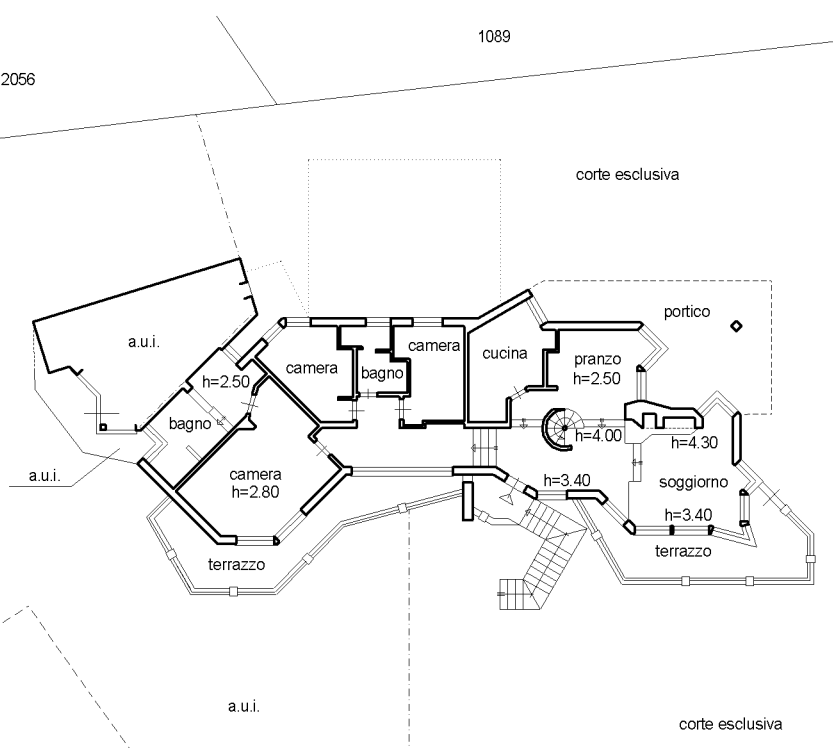 1089
2056
corte esclusiva
portico
a.u.i.
camera
cucina
pranzo
h=2.50
camera
bagno
h=2.50
bagno
h=4.00
h=4.30
a.u.i.
camera
h=2.80
h=3.40
soggiorno
h=3.40
terrazzo
terrazzo
a.u.i.
corte esclusiva